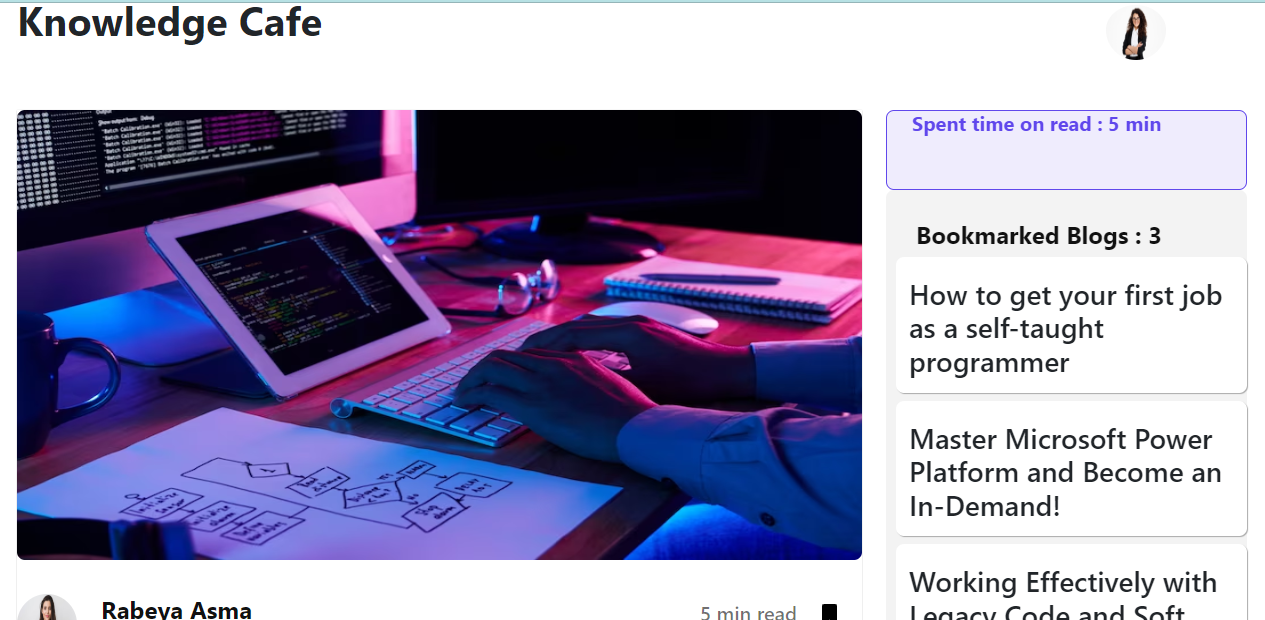 Knowledge Cafe
Spent time on read : 5 min
Bookmarked Blogs : 3
How to get your first job
as a self-taught
programmer
Master Microsoft Power
Platform and Become an
In-Demand!
Working Effectively with
Legacy Code and Soft
Rabeya Asma
5 min read